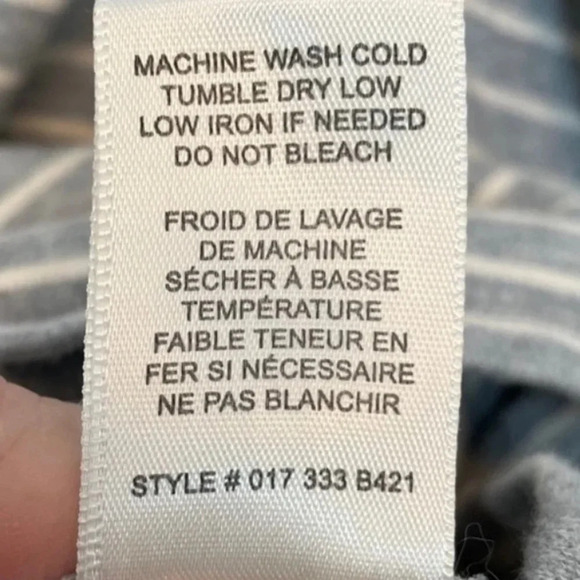 MACHINE WASH COLD
TUMBLE DRY LOW
LOW IRON IF NEEDED
DO NOT BLEACH
FROID DE LAVAGE
DE MACHINE
SÉCHER À BASSE
TEMPÉRATURE
FAIBLE TENEUR EN
FER SI NÉCESSAIRE
NE PAS BLANCHIR
STYLE # 017 333 B421